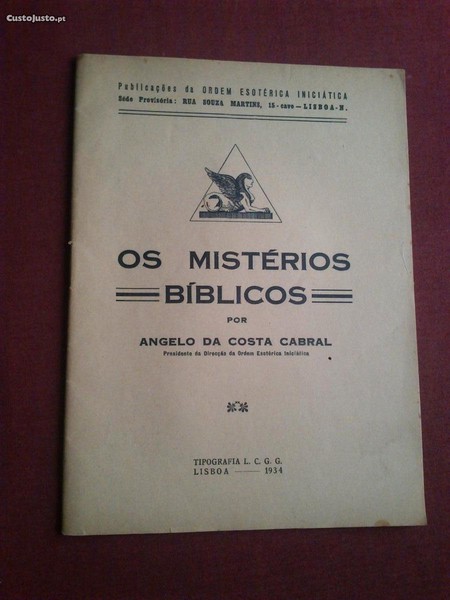 CustoJusto.pt
Publicações da ORDEM ESOTÉRICA INICIÁTICA
Séde Provisória: RUA SOUZA MARTINS, 15-cave — LISBOA-N.
OS MISTÉRIOS
BÍBLICOS
POR
ANGELO DA COSTA CABRAL
Presidente da Direcção da Ordem Esotérica Iniciática
TIPOGRAFIA L. C. G. G.
LISBOA — 1934